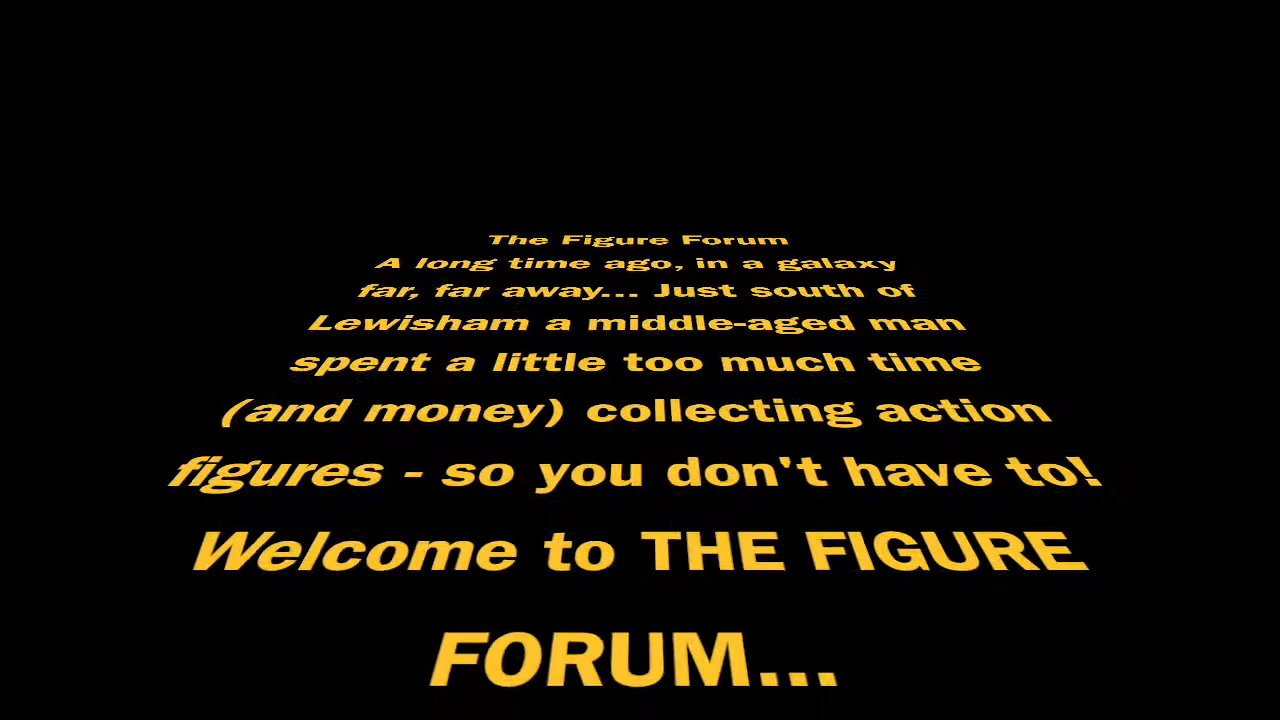 The Figure Forum
A long time ago, in a galaxy
far, far away... Just south of
Lewisham a middle-aged man
spent a little too much time
(and money) collecting action
figures - so you don't have to!
Welcome to THE FIGURE
FORUM...